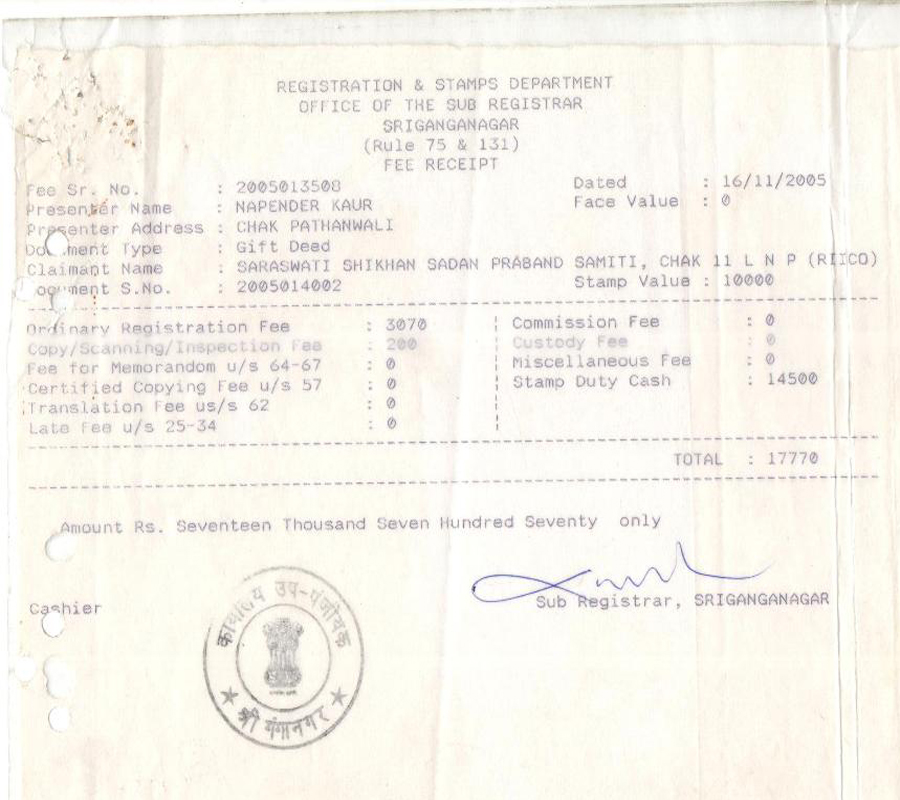 REGISTRATION & STAMPS DEPARTMENT
OFFICE OF THE SUB REGISTRAR
SRIGANGANAGAR
(Rule 75 & 131)
FEE RECEIPT
Fee Sr. No. : 2005013508 Dated : 16/11/2005
Presenter Name : NAPENDER KAUR Face Value : 0
Presenter Address : CHAK PATHANWALI
Document Type : Gift Deed
Claimant Name : SARASWATI SHIKHAN SADAN PRABAND SAMITI, CHAK 11 L N P (RIICO)
Document S.No. : 2005014002 Stamp Value : 10000
Ordinary Registration Fee : 3070 Commission Fee : 0
Copy/Scanning/Inspection Fee : 200 Custody Fee : 0
Fee for Memorandum u/s 64-67 : 0 Miscellaneous Fee : 0
Certified Copying Fee u/s 57 : 0 Stamp Duty Cash : 14500
Translation Fee us/s 62 : 0
Late Fee u/s 25-34 : 0
TOTAL : 17770
Amount Rs. Seventeen Thousand Seven Hundred Seventy only
Cashier
Sub Registrar, SRIGANGANAGAR
कार्यालय उप-पंजीयक
श्री गंगानगर